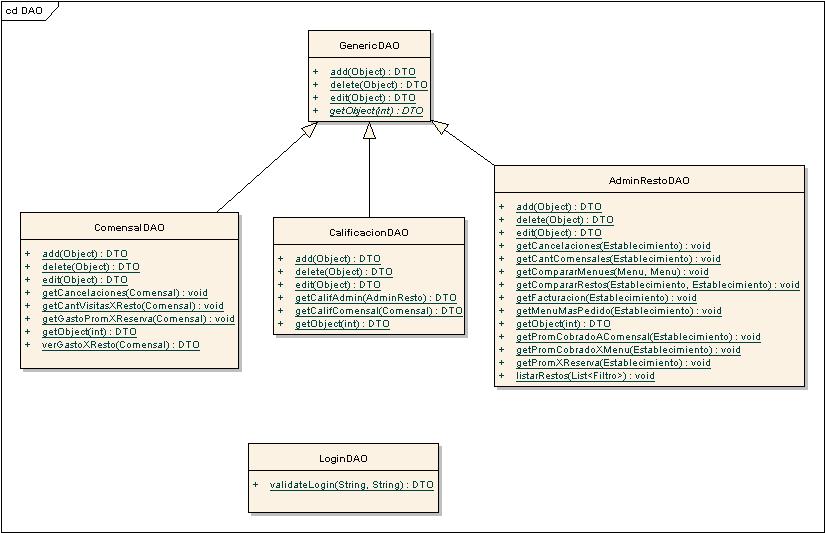 cd DAO
GenericDAO
+ add(Object) : DTO
+ delete(Object) : DTO
+ edit(Object) : DTO
+ getObject(int) : DTO
ComensalDAO
+ add(Object) : DTO
+ delete(Object) : DTO
+ edit(Object) : DTO
+ getCancelaciones(Comensal) : void
+ getCantVisitasXResto(Comensal) : void
+ getGastoPromXReserva(Comensal) : void
+ getObject(int) : DTO
+ verGastoXResto(Comensal) : DTO
CalificacionDAO
+ add(Object) : DTO
+ delete(Object) : DTO
+ edit(Object) : DTO
+ getCalifAdmin(AdminResto) : DTO
+ getCalifComensal(Comensal) : DTO
+ getObject(int) : DTO
AdminRestoDAO
+ add(Object) : DTO
+ delete(Object) : DTO
+ edit(Object) : DTO
+ getCancelaciones(Establecimiento) : void
+ getCantComensales(Establecimiento) : void
+ getCompararMenues(Menu, Menu) : void
+ getCompararRestos(Establecimiento, Establecimiento) : void
+ getFacturacion(Establecimiento) : void
+ getMenuMasPedido(Establecimiento) : void
+ getObject(int) : DTO
+ getPromCobradoAComensal(Establecimiento) : void
+ getPromCobradoXMenu(Establecimiento) : void
+ getPromXReserva(Establecimiento) : void
+ listarRestos(List<Filtro>) : void
LoginDAO
+ validateLogin(String, String) : DTO